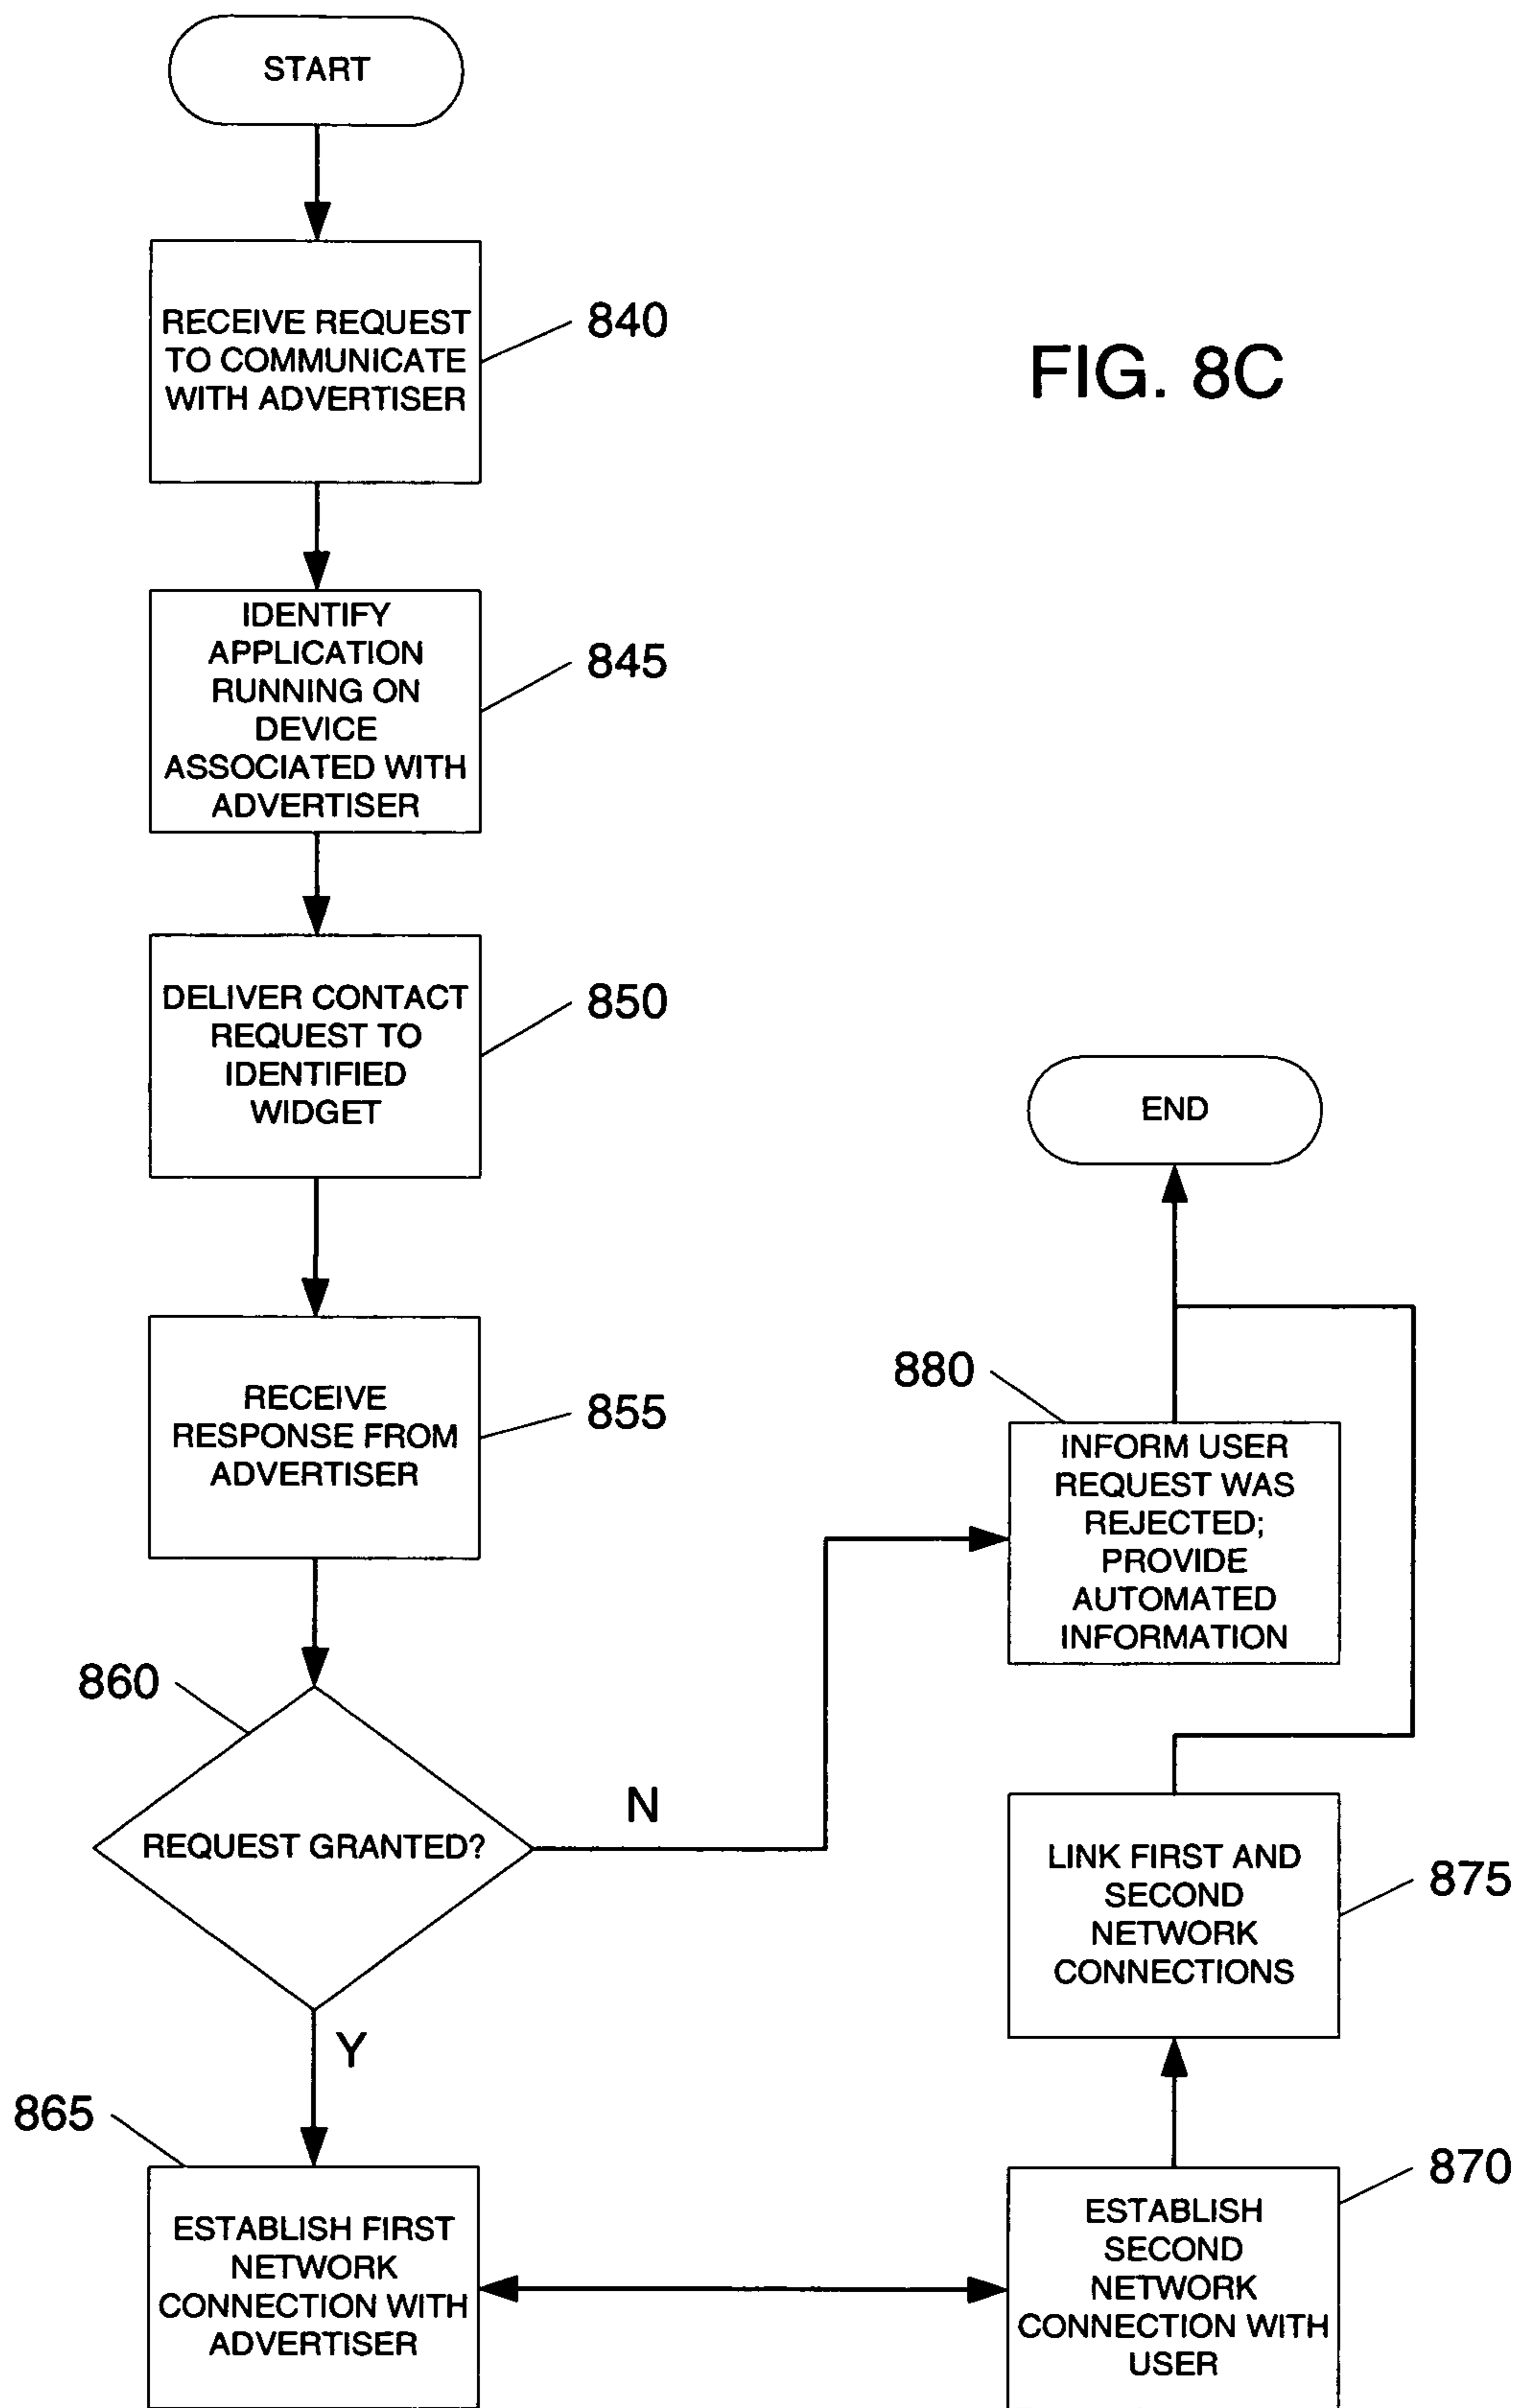 START
RECEIVE REQUEST
TO COMMUNICATE
WITH ADVERTISER
840
FIG. 8C
IDENTIFY
APPLICATION
RUNNING ON
DEVICE
ASSOCIATED WITH
ADVERTISER
845
DELIVER CONTACT
REQUEST TO
IDENTIFIED
WIDGET
850
RECEIVE
RESPONSE FROM
ADVERTISER
855
860
REQUEST GRANTED?
N
Y
865
ESTABLISH FIRST
NETWORK
CONNECTION WITH
ADVERTISER
END
880
INFORM USER
REQUEST WAS
REJECTED;
PROVIDE
AUTOMATED
INFORMATION
LINK FIRST AND
SECOND
NETWORK
CONNECTIONS
875
870
ESTABLISH
SECOND
NETWORK
CONNECTION WITH
USER